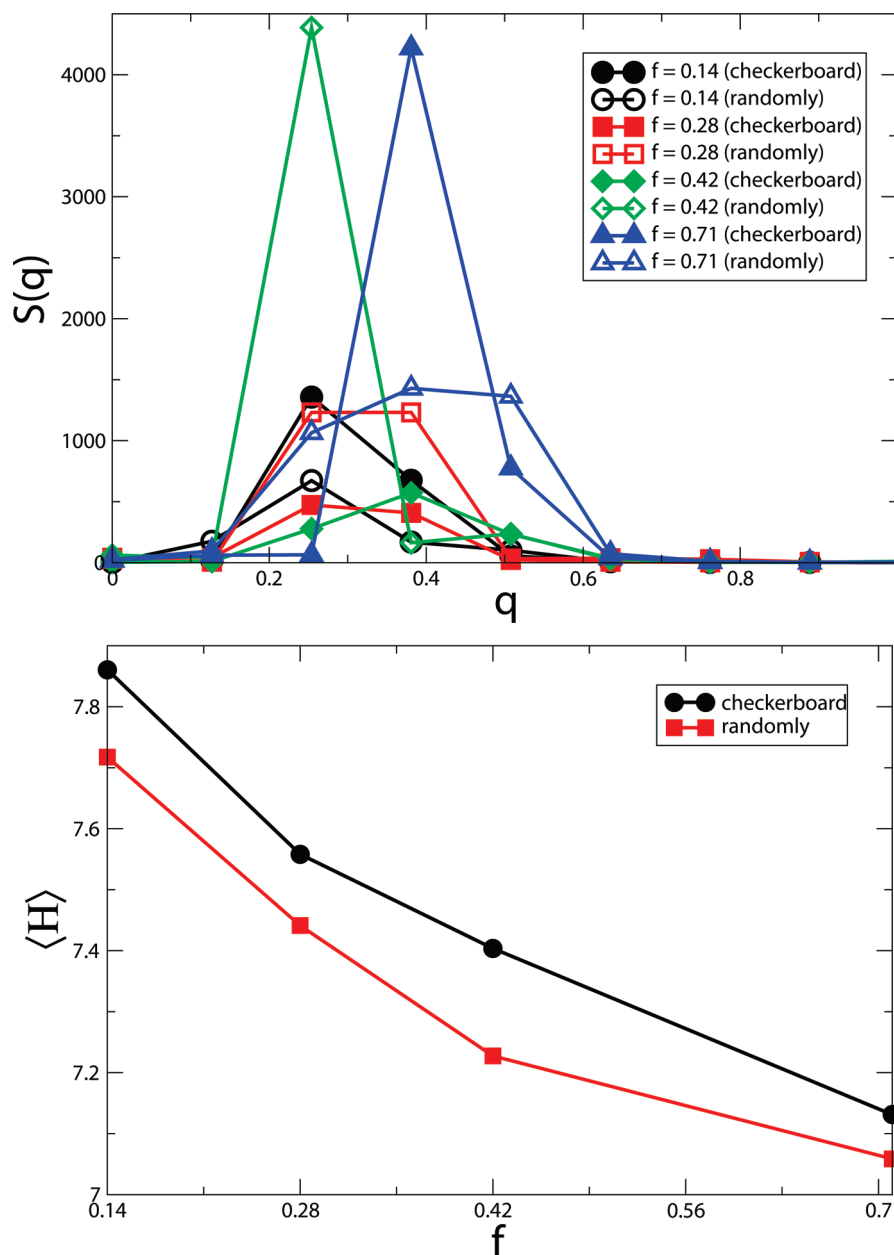 4000
3000
2000
1000
0
S(q)
f = 0.14 (checkerboard)
f = 0.14 (randomly)
f = 0.28 (checkerboard)
f = 0.28 (randomly)
f = 0.42 (checkerboard)
f = 0.42 (randomly)
f = 0.71 (checkerboard)
f = 0.71 (randomly)
0 0.2 0.4 0.6 0.8
q
7.8
7.6
7.4
7.2
7
⟨H⟩
checkerboard
randomly
0.14 0.28 0.42 0.56 0.7
f